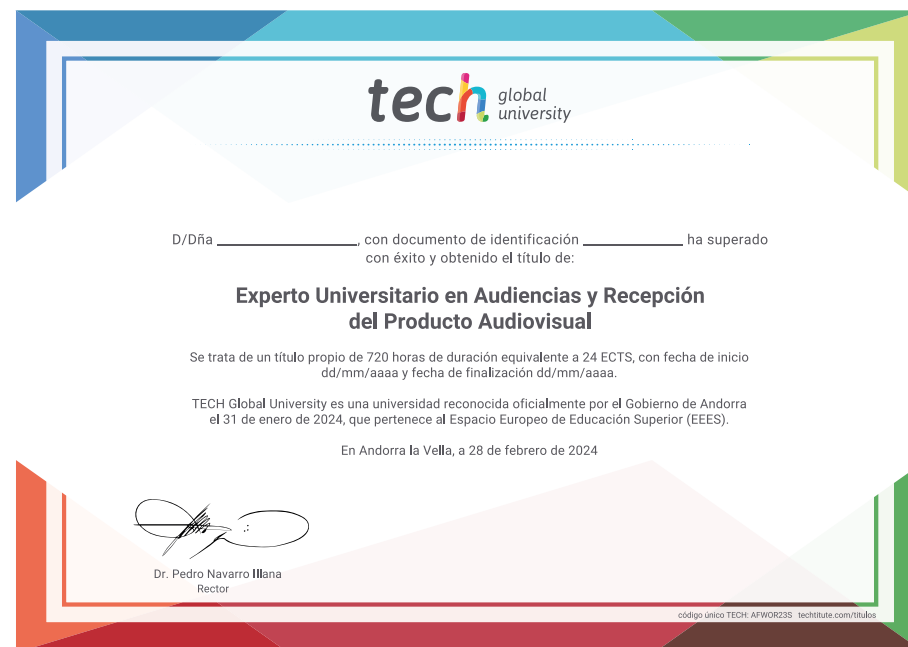 tech global university
D/Dña ____________________, con documento de identificación ______________ ha superado
con éxito y obtenido el título de:
Experto Universitario en Audiencias y Recepción
del Producto Audiovisual
Se trata de un título propio de 720 horas de duración equivalente a 24 ECTS, con fecha de inicio
dd/mm/aaaa y fecha de finalización dd/mm/aaaa.
TECH Global University es una universidad reconocida oficialmente por el Gobierno de Andorra
el 31 de enero de 2024, que pertenece al Espacio Europeo de Educación Superior (EEES).
En Andorra la Vella, a 28 de febrero de 2024
Dr. Pedro Navarro Illana
Rector
código único TECH: AFWOR23S techtitute.com/titulos